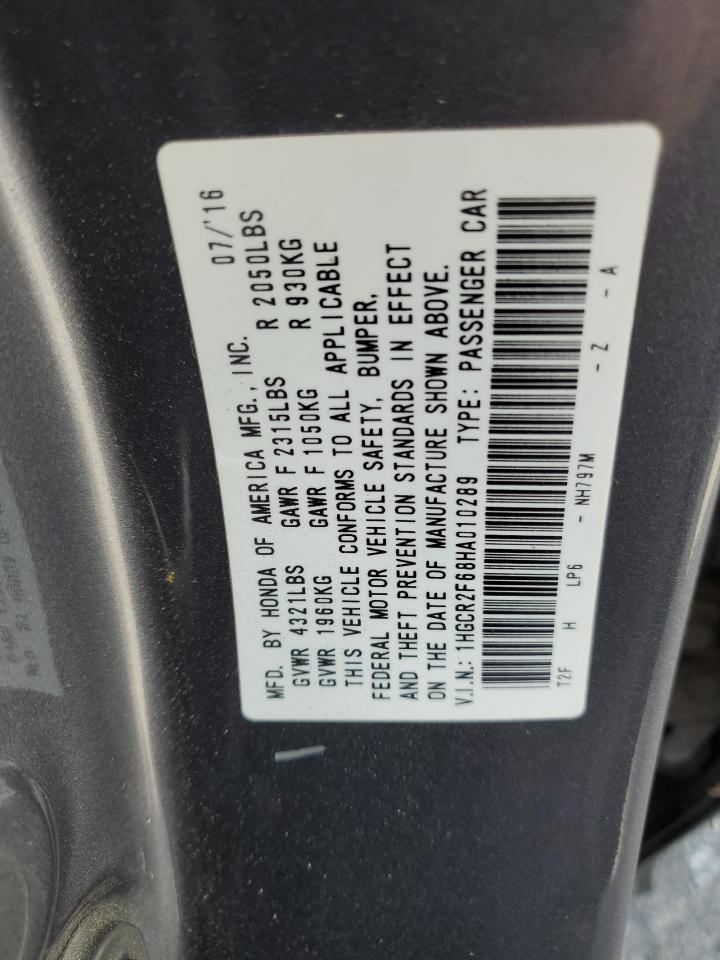 MFD. BY HONDA OF AMERICA MFG., INC. 07/'16
GVWR 4321LBS GAWR F 2315LBS R 2050LBS
GVWR 1960KG GAWR F 1050KG R 930KG
THIS VEHICLE CONFORMS TO ALL APPLICABLE
FEDERAL MOTOR VEHICLE SAFETY, BUMPER,
AND THEFT PREVENTION STANDARDS IN EFFECT
ON THE DATE OF MANUFACTURE SHOWN ABOVE.
V.I.N.: 1HGCR2F68HA010289 TYPE: PASSENGER CAR
T2F H LP6 - NH797M - Z - A